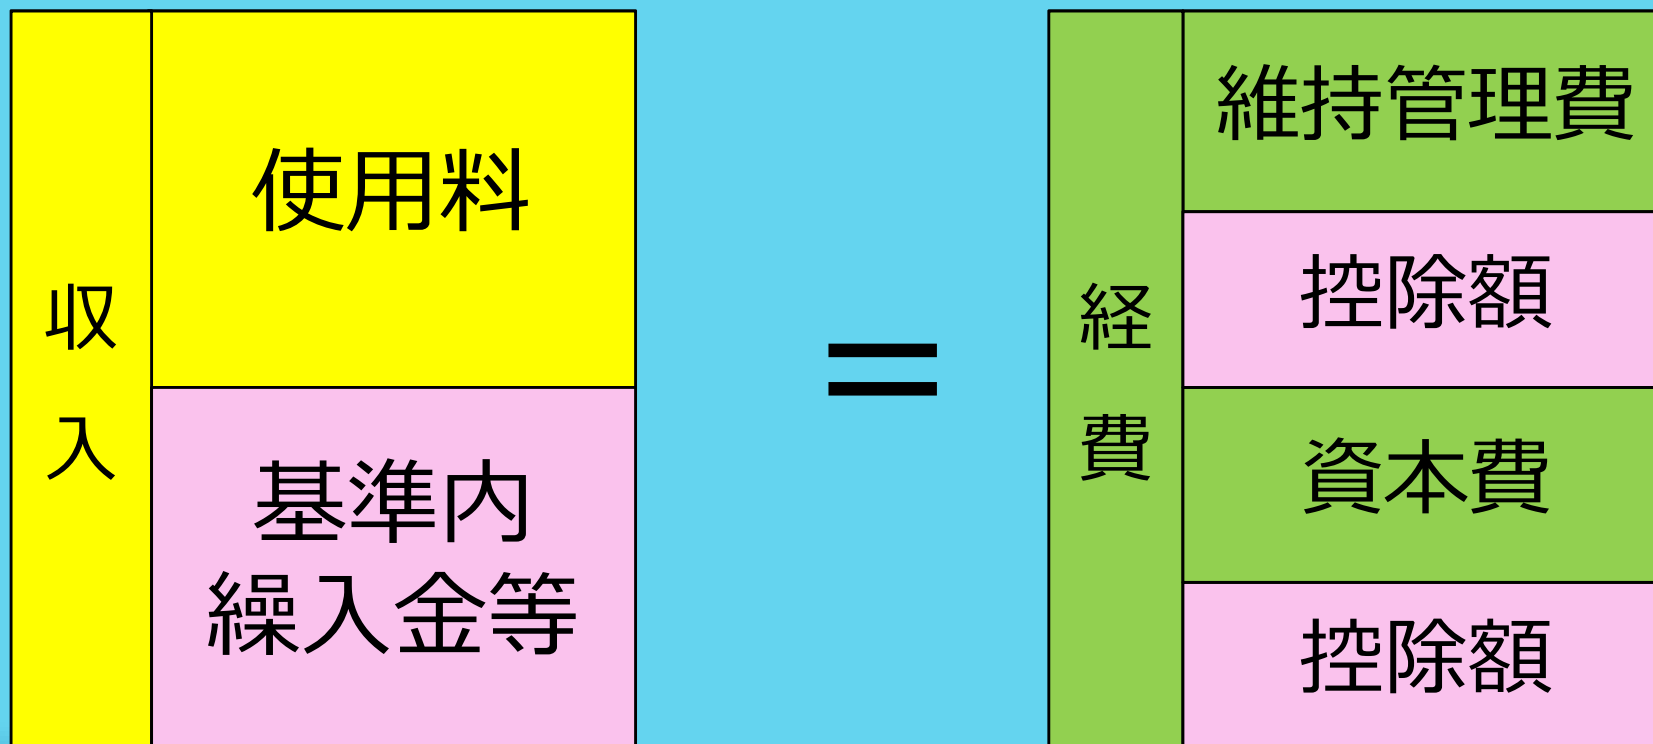 収入
使用料
基準内
繰入金等
＝
経費
維持管理費
控除額
資本費
控除額